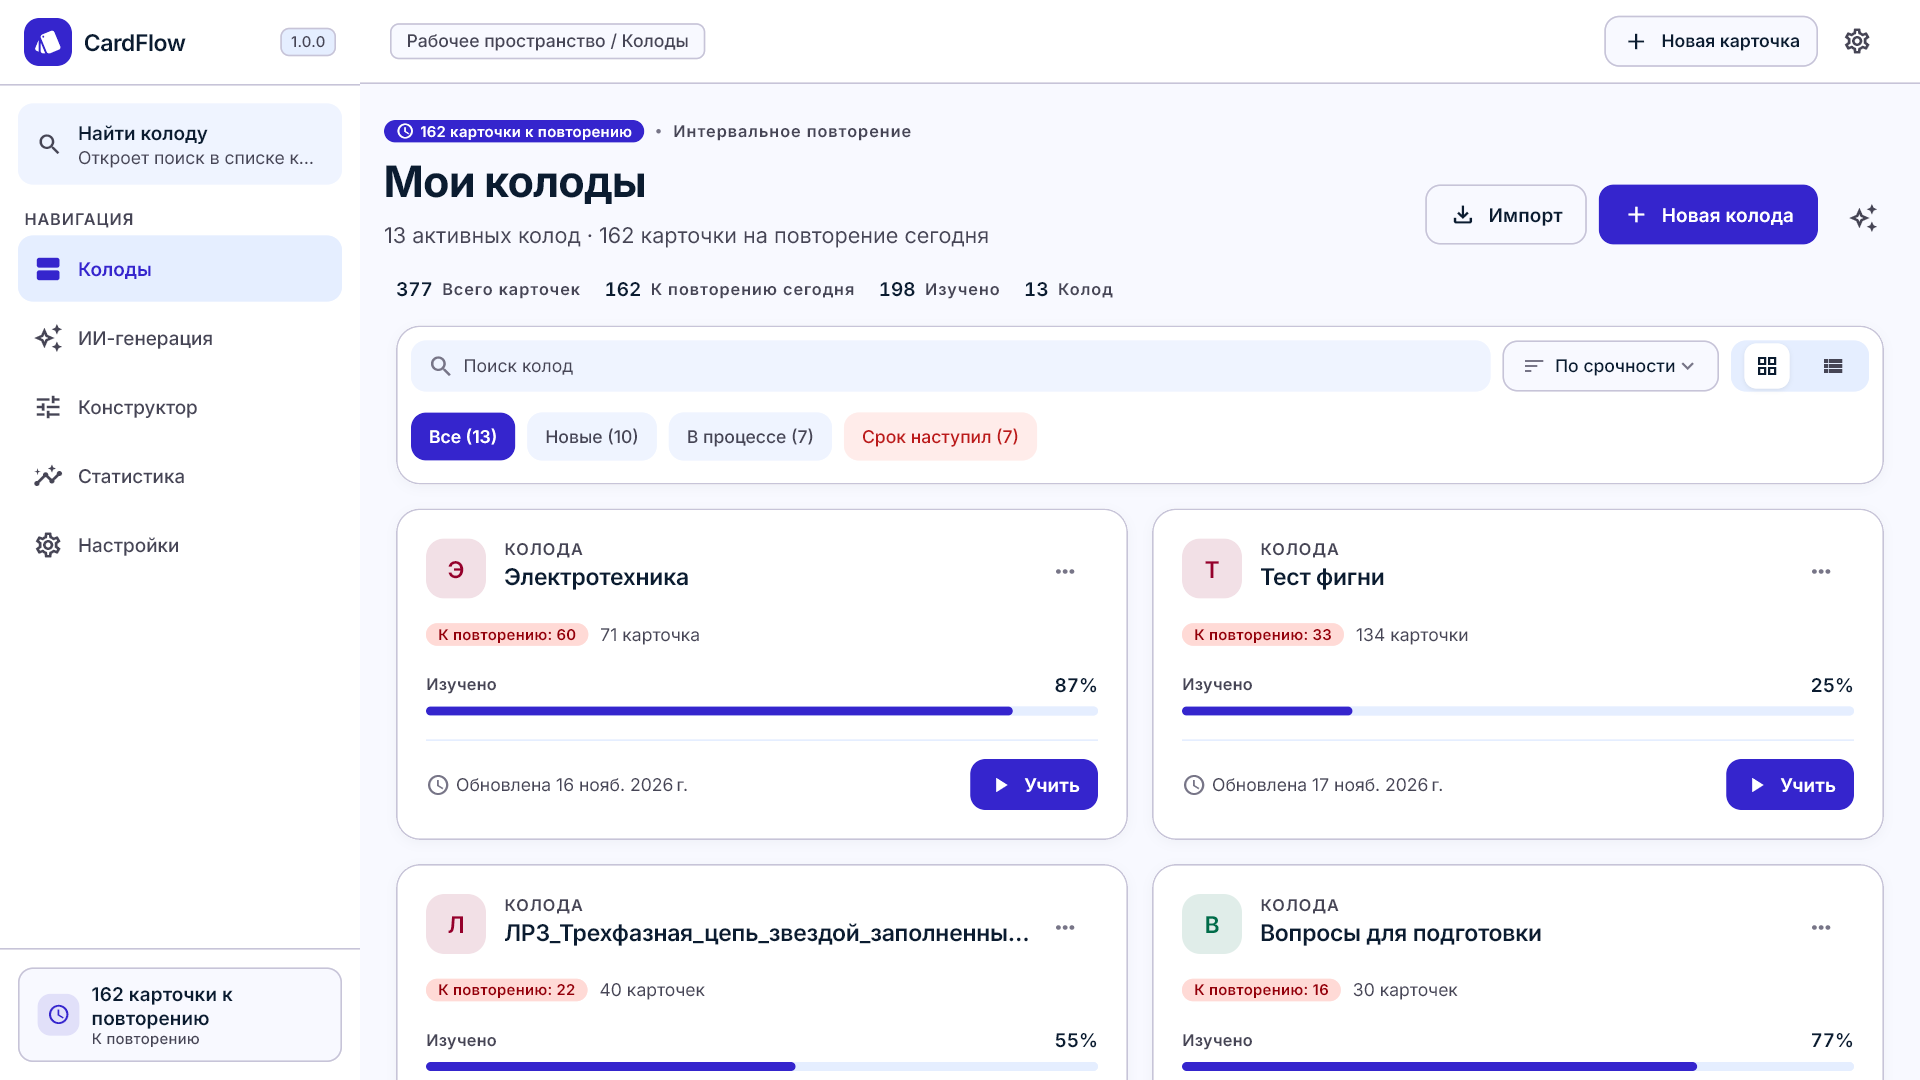 CardFlow
1.0.0
Найти колоду
Откроет поиск в списке к...
НАВИГАЦИЯ
Колоды
ИИ-генерация
Конструктор
Статистика
Настройки
162 карточки к
повторению
К повторению
Рабочее пространство / Колоды
Новая карточка
162 карточки к повторению • Интервальное повторение
Мои колоды
13 активных колод · 162 карточки на повторение сегодня
Импорт
Новая колода
377 Всего карточек 162 К повторению сегодня 198 Изучено 13 Колод
Поиск колод
По срочности
Все (13) Новые (10) В процессе (7) Срок наступил (7)
Э
КОЛОДА
Электротехника
К повторению: 60 71 карточка
Изучено 87%
Обновлена 16 нояб. 2026 г.
Учить
Т
КОЛОДА
Тест фигни
К повторению: 33 134 карточки
Изучено 25%
Обновлена 17 нояб. 2026 г.
Учить
Л
КОЛОДА
ЛР3_Трехфазная_цепь_звездой_заполненны...
К повторению: 22 40 карточек
Изучено 55%
В
КОЛОДА
Вопросы для подготовки
К повторению: 16 30 карточек
Изучено 77%